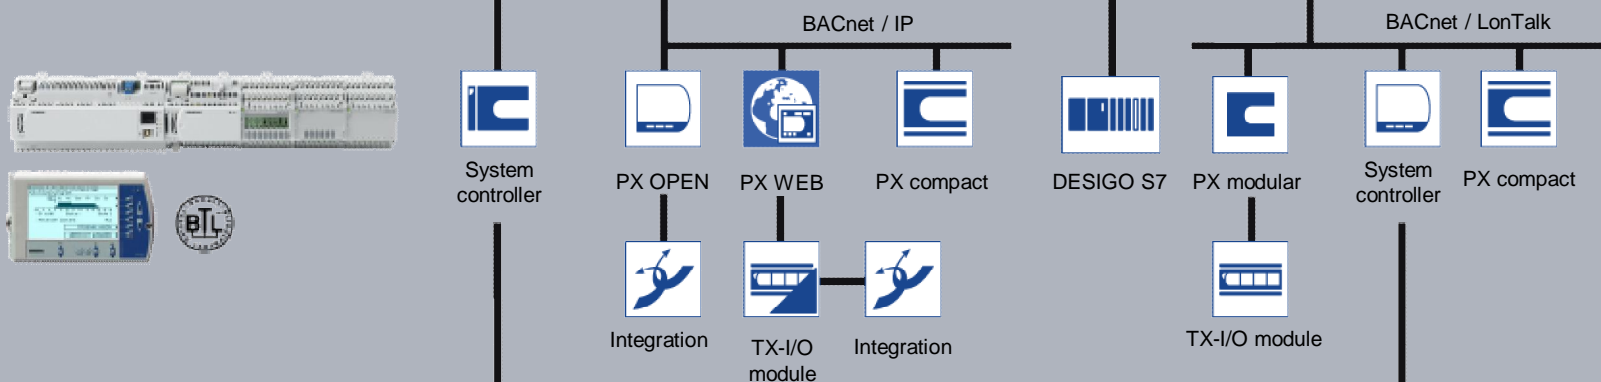 BACnet / IP
BACnet / LonTalk
System
controller
PX OPEN
PX WEB
PX compact
DESIGO S7
PX modular
System
controller
PX compact
BTL
Integration
TX-I/O
module
Integration
TX-I/O module